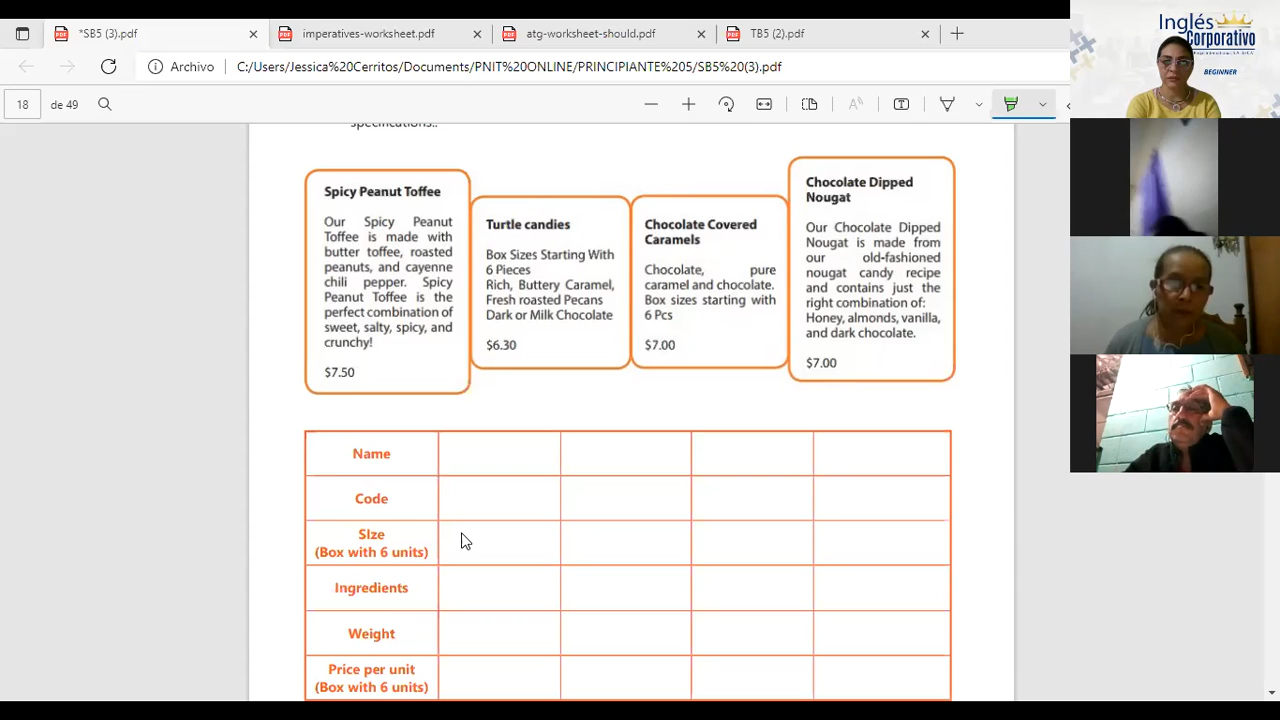 *SB5 (3).pdf
imperatives-worksheet.pdf
atg-worksheet-should.pdf
TB5 (2).pdf
Archivo
C:/Users/Jessica%20Cerritos/Documents/PNL%20ONLINE/PRINCIPIANTE%205/SB5%20(3).pdf
18
de 49
specifications..
Spicy Peanut Toffee
Our Spicy Peanut
Toffee is made with
butter toffee, roasted
peanuts, and cayenne
chili pepper. Spicy
Peanut Toffee is the
perfect combination of
sweet, salty, spicy, and
crunchy!
$7.50
Turtle candies
Box Sizes Starting With
6 Pieces
Rich, Buttery Caramel,
Fresh roasted Pecans
Dark or Milk Chocolate
$6.30
Chocolate Covered
Caramels
Chocolate, pure
caramel and chocolate.
Box sizes starting with
6 Pcs
$7.00
Chocolate Dipped
Nougat
Our Chocolate Dipped
Nougat is made from
our old-fashioned
nougat candy recipe
and contains just the
right combination of:
Honey, almonds, vanilla,
and dark chocolate.
$7.00
Name
Code
SIze
(Box with 6 units)
Ingredients
Weight
Price per unit
(Box with 6 units)
Inglés
Corporativo
BEGINNER